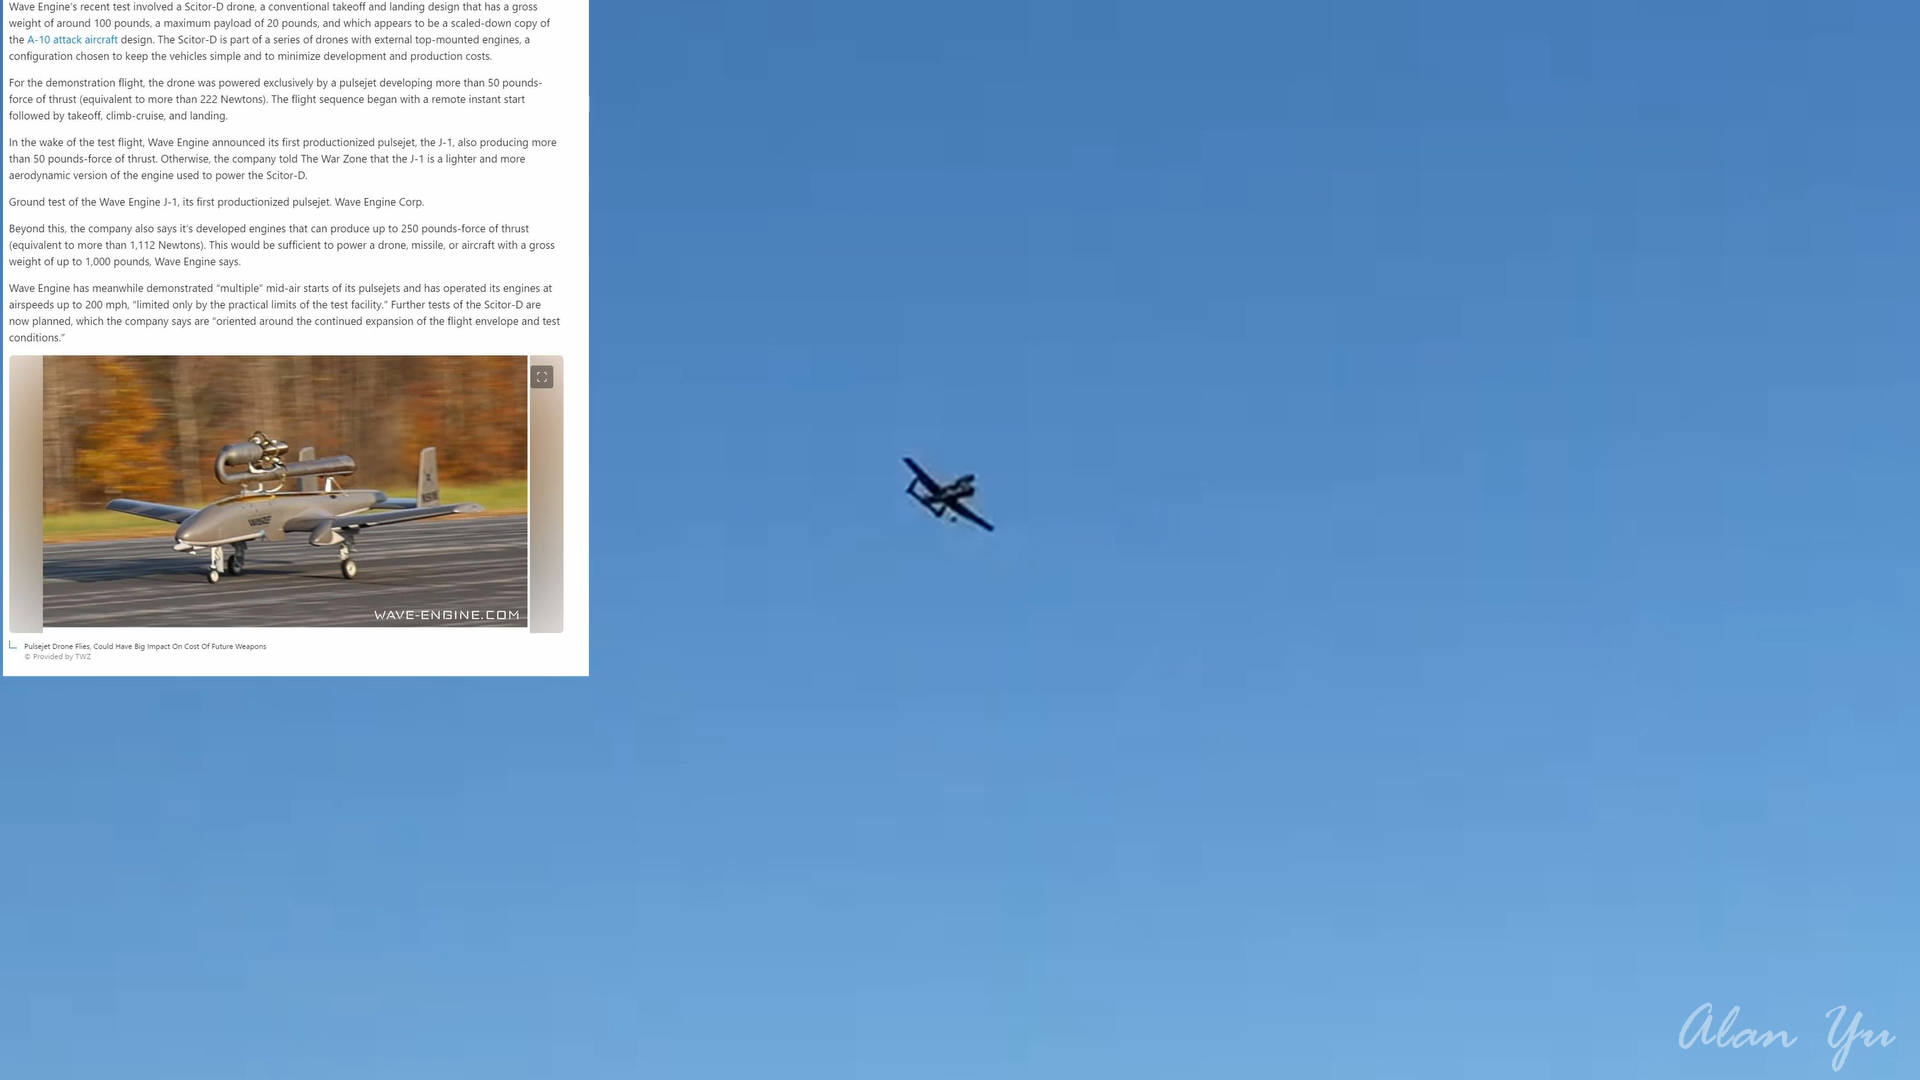 Wave Engine's recent test involved a Scitor-D drone, a conventional takeoff and landing design that has a gross
weight of around 100 pounds, a maximum payload of 20 pounds, and which appears to be a scaled-down copy of
the A-10 attack aircraft design. The Scitor-D is part of a series of drones with external top-mounted engines, a
configuration chosen to keep the vehicles simple and to minimize development and production costs.
For the demonstration flight, the drone was powered exclusively by a pulsejet developing more than 50 pounds-
force of thrust (equivalent to more than 222 Newtons). The flight sequence began with a remote instant start
followed by takeoff, climb-cruise, and landing.
In the wake of the test flight, Wave Engine announced its first productionized pulsejet, the J-1, also producing more
than 50 pounds-force of thrust. Otherwise, the company told The War Zone that the J-1 is a lighter and more
aerodynamic version of the engine used to power the Scitor-D.
Ground test of the Wave Engine J-1, its first productionized pulsejet. Wave Engine Corp.
Beyond this, the company also says it's developed engines that can produce up to 250 pounds-force of thrust
(equivalent to more than 1,112 Newtons). This would be sufficient to power a drone, missile, or aircraft with a gross
weight of up to 1,000 pounds, Wave Engine says.
Wave Engine has meanwhile demonstrated “multiple” mid-air starts of its pulsejets and has operated its engines at
airspeeds up to 200 mph, “limited only by the practical limits of the test facility.” Further tests of the Scitor-D are
now planned, which the company says are “oriented around the continued expansion of the flight envelope and test
conditions.”
WAVE-ENGINE.COM
Pulsejet Drone Flies, Could Have Big Impact On Cost Of Future Weapons
© Provided by TWZ
Alan Yu